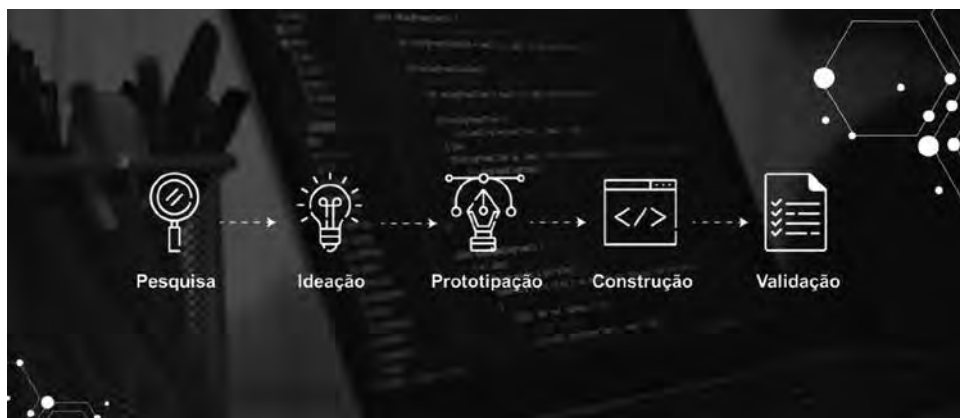 Pesquisa
Ideação
Prototipação
Construção
Validação